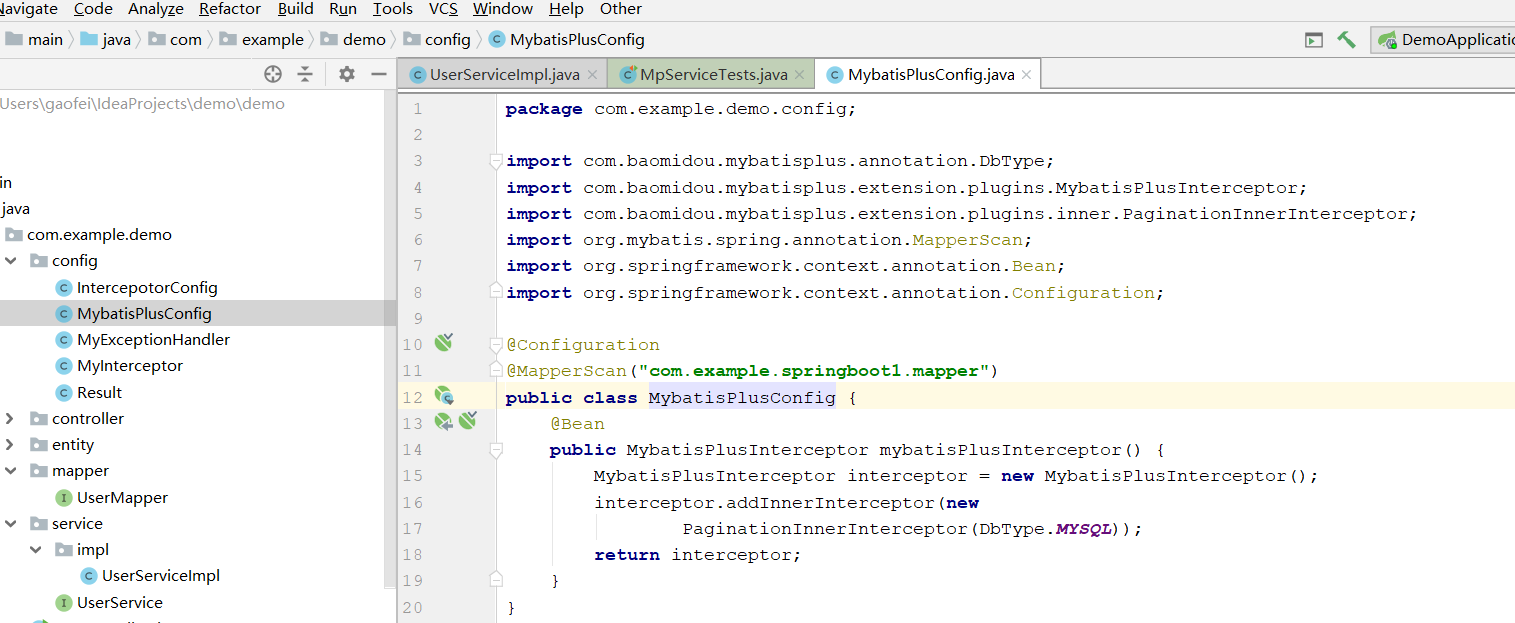 Navigate Code Analyze Refactor Build Run Tools VCS Window Help Other
main java com example demo config MybatisPlusConfig
DemoApplicatio
UserServiceImpl.java MpServiceTests.java MybatisPlusConfig.java
Users\gaofei\IdeaProjects\demo\demo
in
java
com.example.demo
config
IntercepotorConfig
MybatisPlusConfig
MyExceptionHandler
MyInterceptor
Result
controller
entity
mapper
UserMapper
service
impl
UserServiceImpl
UserService
1 package com.example.demo.config;
2
3 import com.baomidou.mybatisplus.annotation.DbType;
4 import com.baomidou.mybatisplus.extension.plugins.MybatisPlusInterceptor;
5 import com.baomidou.mybatisplus.extension.plugins.inner.PaginationInnerInterceptor;
6 import org.mybatis.spring.annotation.MapperScan;
7 import org.springframework.context.annotation.Bean;
8 import org.springframework.context.annotation.Configuration;
9
10 @Configuration
11 @MapperScan("com.example.springboot1.mapper")
12 public class MybatisPlusConfig {
13 @Bean
14 public MybatisPlusInterceptor mybatisPlusInterceptor() {
15 MybatisPlusInterceptor interceptor = new MybatisPlusInterceptor();
16 interceptor.addInnerInterceptor(new
17 PaginationInnerInterceptor(DbType.MYSQL));
18 return interceptor;
19 }
20 }